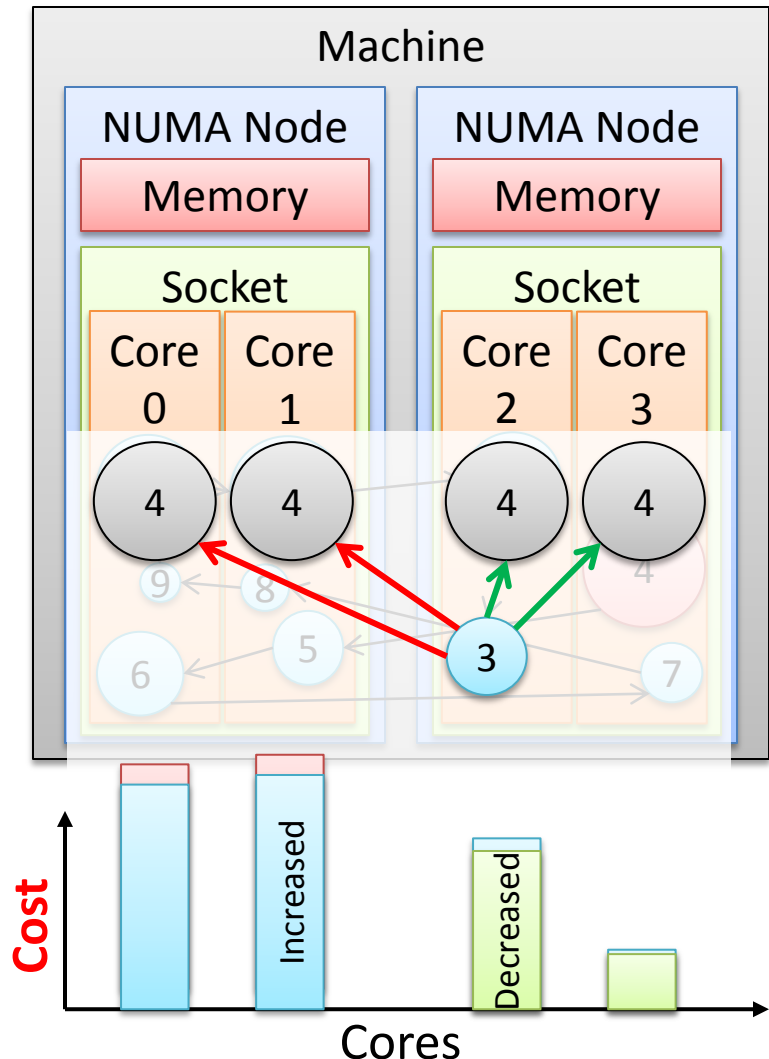 Machine
NUMA Node
NUMA Node
Memory
Memory
Socket
Socket
Core
0
Core
1
Core
2
Core
3
4
4
4
4
9
8
4
3
5
6
7
Increased
Decreased
Cost
Cores